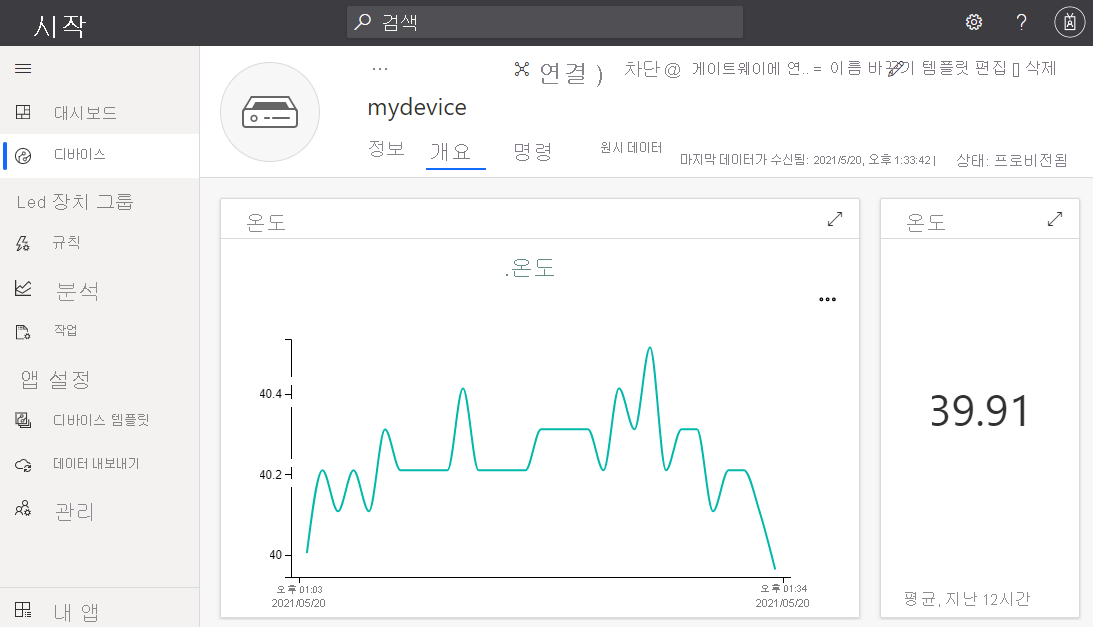 시작
검색
?
...
연결 )
차단 @ 게이트웨이에 연.. = 이름 바꾸기 템플릿 편집 [] 삭제
mydevice
정보 개요 명령 원시 데이터
마지막 데이터가 수신됨: 2021/5/20, 오후 1:33:42 | 상태: 프로비전됨
대시보드
디바이스
Led 장치 그룹
규칙
분석
작업
앱 설정
디바이스 템플릿
데이터 내보내기
관리
내 앱
온도
.온도
40.4
40.2
40
오후 01:03
2021/05/20
오후 01:34
2021/05/20
온도
39.91
평균, 지난 12시간